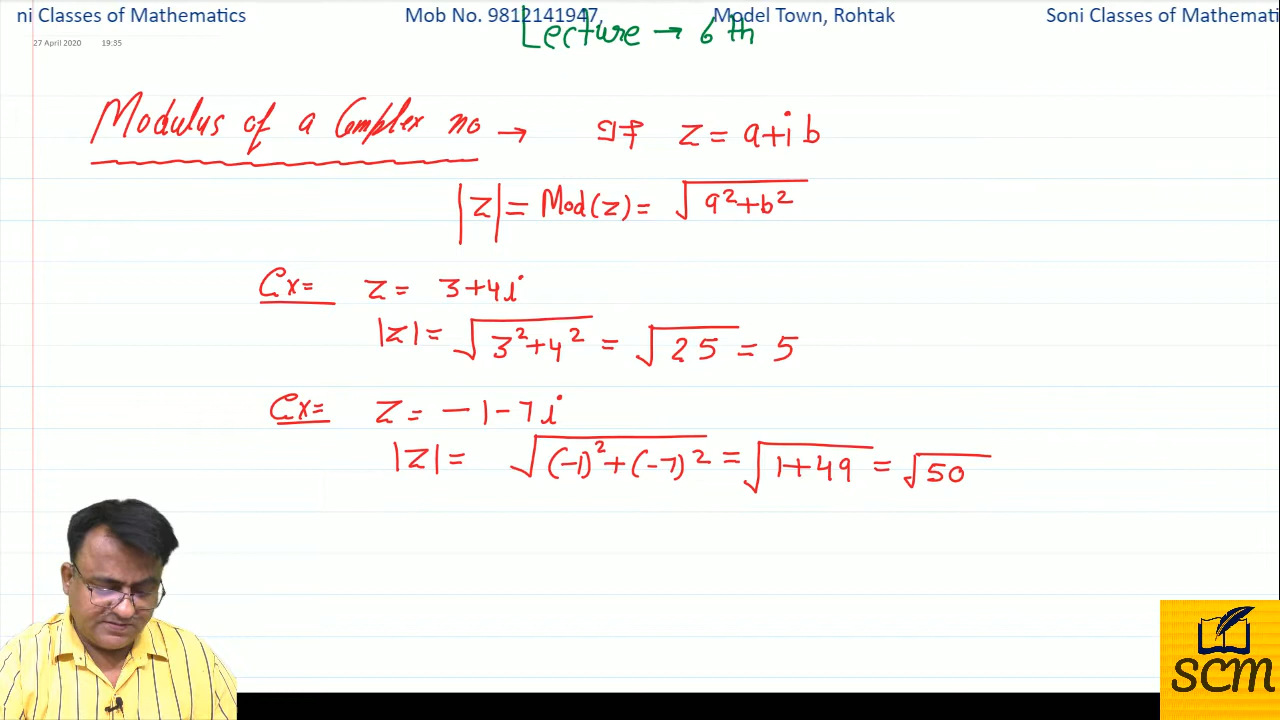 ni Classes of Mathematics Mob No. 9812141947, Model Town, Rohtak Soni Classes of Mathemati
Lecture → 6 th
27 April 2020 19:35
Modulus of a Complex no → z = a+ib
|z| = Mod(z) = √(a²+b²)
Ex= z = 3+4i
|z| = √(3²+4²) = √25 = 5
Ex= z = -1-7i
|z| = √((-1)²+(-7)²) = √(1+49) = √50
SCM